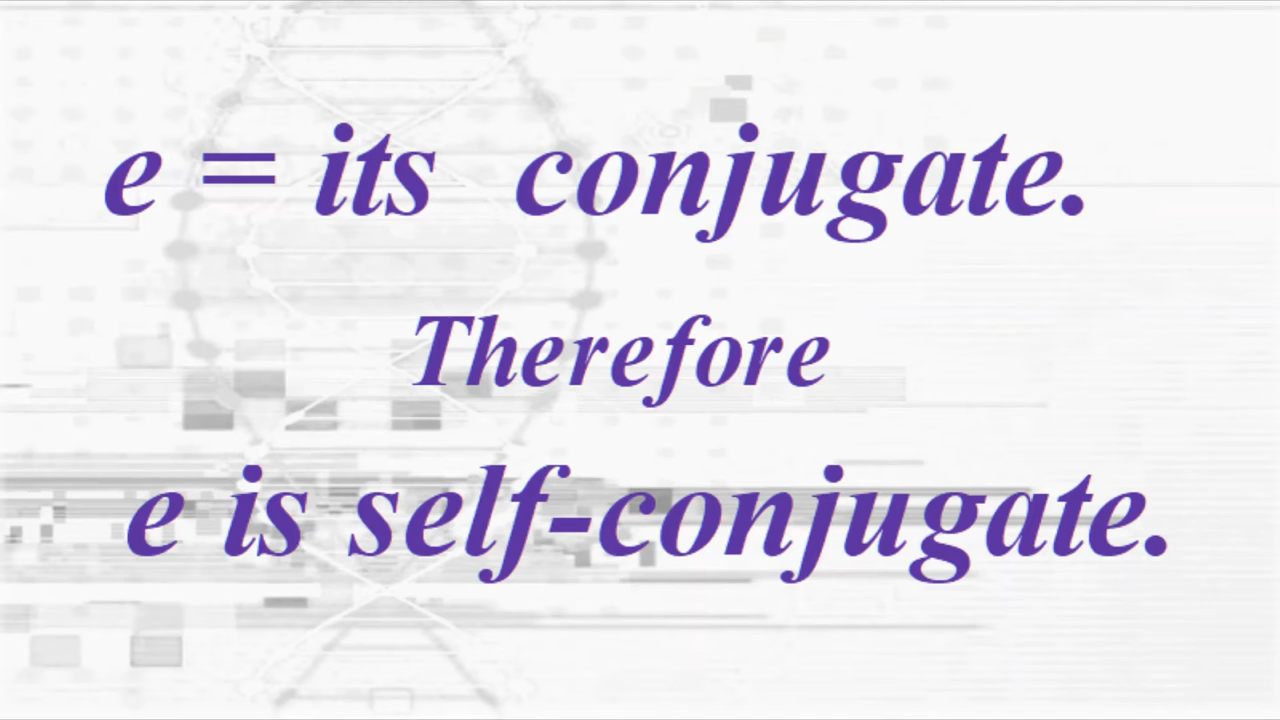 e = its conjugate.
Therefore
e is self-conjugate.